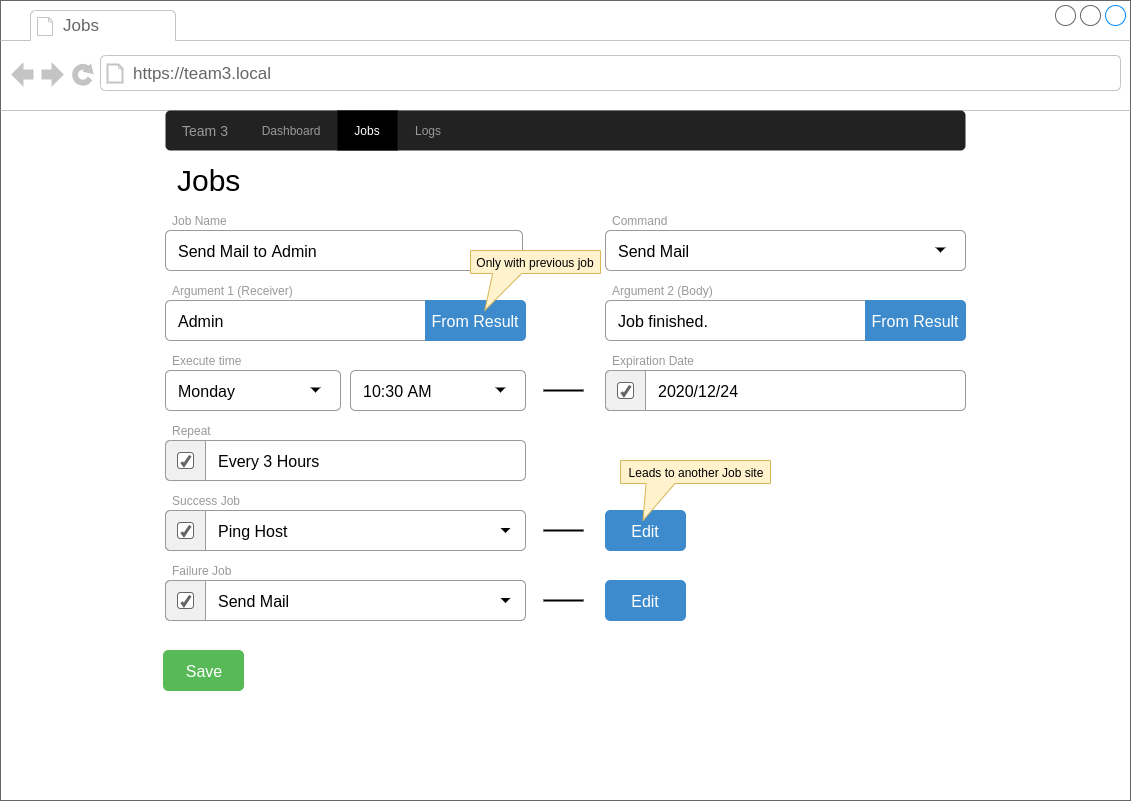 Jobs
https://team3.local
Team 3 Dashboard Jobs Logs
Jobs
Job Name Command
Send Mail to Admin Send Mail
Only with previous job
Argument 1 (Receiver) Argument 2 (Body)
Admin From Result Job finished. From Result
Execute time Expiration Date
Monday 10:30 AM 2020/12/24
Repeat
Every 3 Hours
Leads to another Job site
Success Job
Ping Host Edit
Failure Job
Send Mail Edit
Save